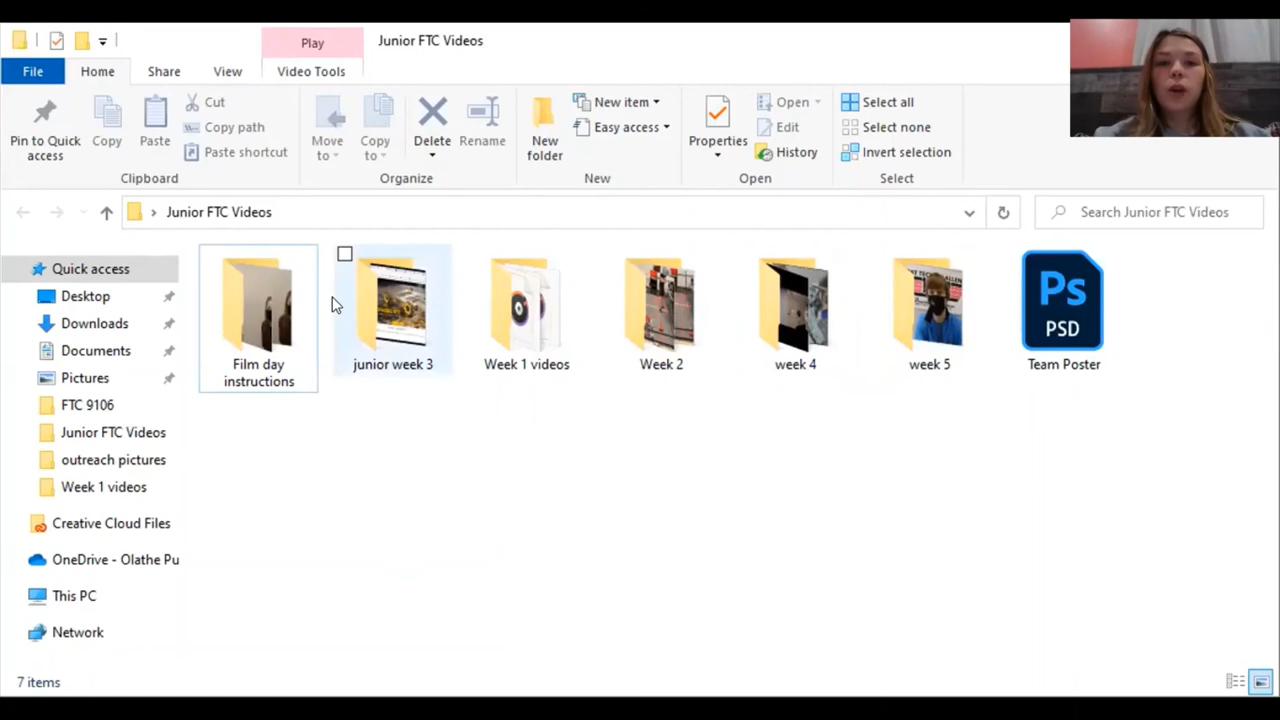 Play
Junior FTC Videos
File
Home
Share
View
Video Tools
Pin to Quick
access
Copy
Paste
Cut
Copy path
Paste shortcut
Clipboard
Move
to
Copy
to
Delete
Rename
Organize
New
folder
New item
Easy access
New
Properties
Open
Edit
History
Open
Select all
Select none
Invert selection
Select
Junior FTC Videos
Search Junior FTC Videos
Quick access
Desktop
Downloads
Documents
Pictures
FTC 9106
Junior FTC Videos
outreach pictures
Week 1 videos
Creative Cloud Files
OneDrive - Olathe Pu
This PC
Network
Film day
instructions
junior week 3
Week 1 videos
Week 2
week 4
week 5
Ps
PSD
Team Poster
7 items